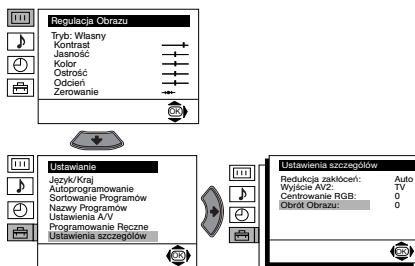 Regulacja Obrazu
Tryb: Własny
Kontrast
Jasność
Kolor
Ostrość
Odcień
Zerowanie
OK
Ustawianie
Język/Kraj
Autoprogramowanie
Sortowanie Programów
Nazwy Programów
Ustawienia A/V
Programowanie Ręczne
Ustawienia szczegółów
OK
Ustawienia szczegółów
Redukcja zakłóceń: Auto
Wyjście AV2: TV
Centrowanie RGB: 0
Obrót Obrazu: 0
OK